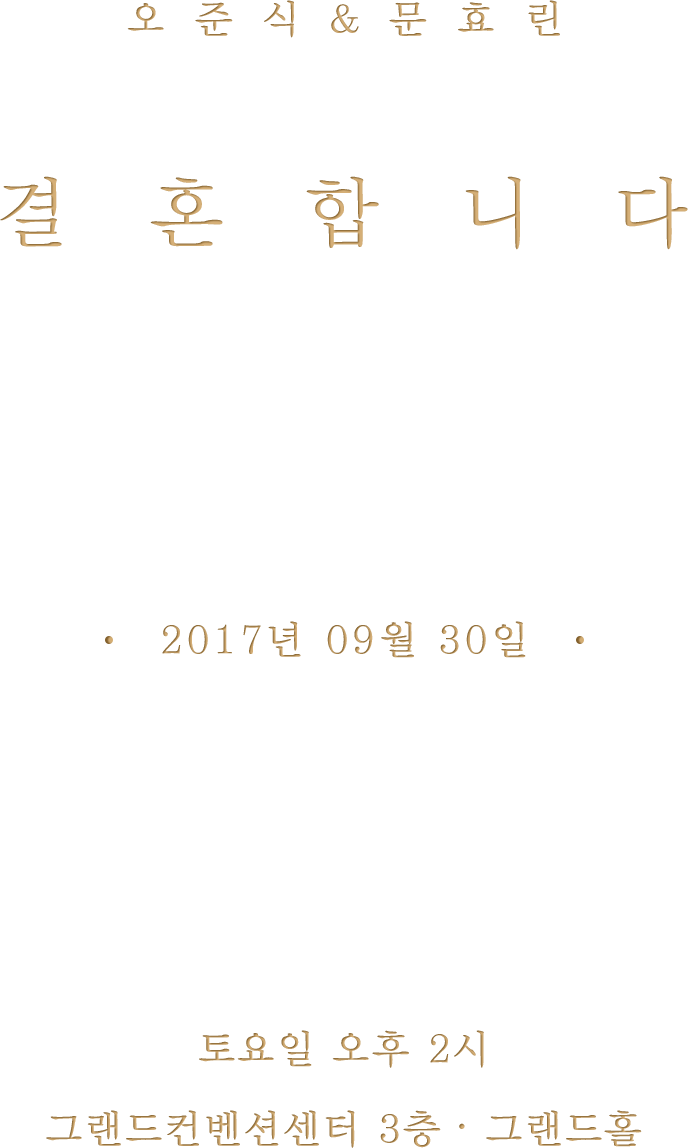 오 준 식 & 문 효 린
결 혼 합 니 다
• 2017년 09월 30일 •
토요일 오후 2시
그랜드컨벤션센터 3층 · 그랜드홀